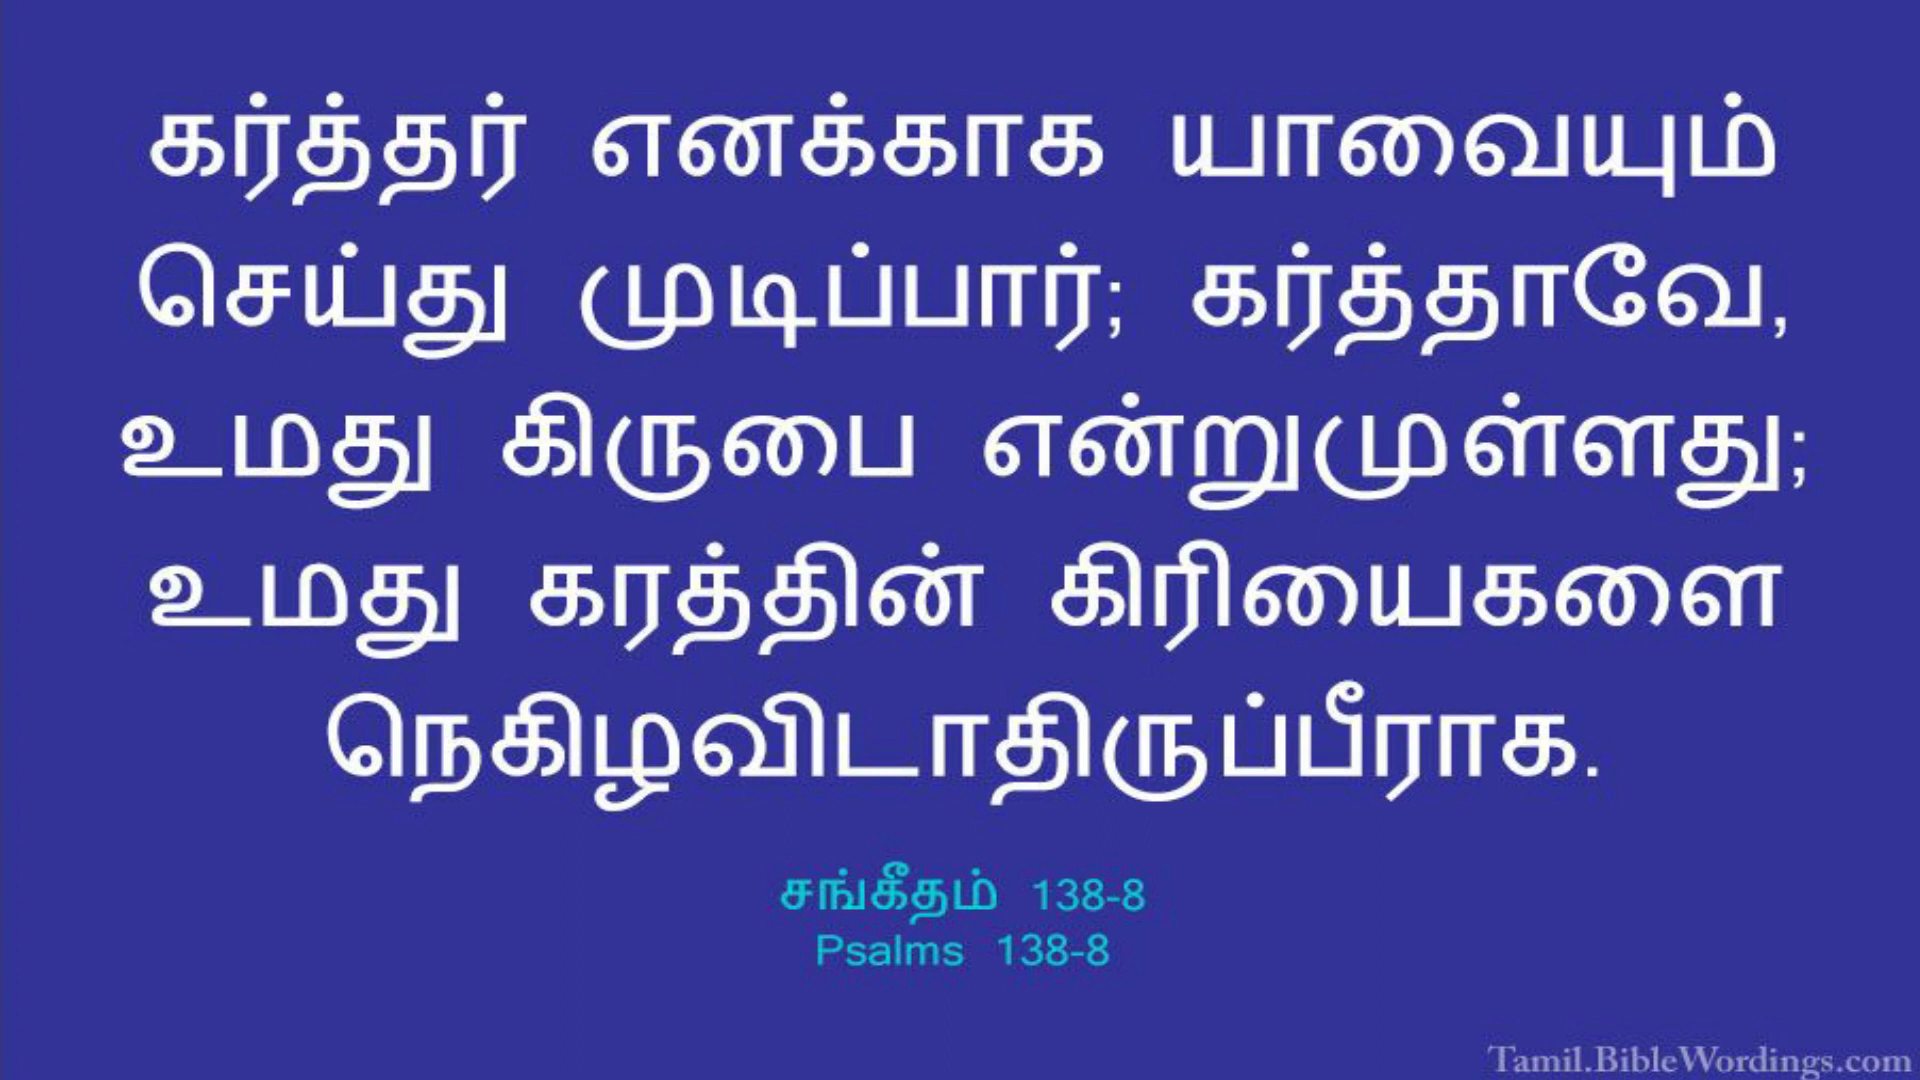 கர்த்தர் எனக்காக யாவையும்
செய்து முடிப்பார்; கர்த்தாவே,
உமது கிருபை என்றுமுள்ளது;
உமது கரத்தின் கிரியைகளை
நெகிழவிடாதிருப்பீராக.
சங்கீதம் 138-8
Psalms 138-8
Tamil.BibleWordings.com